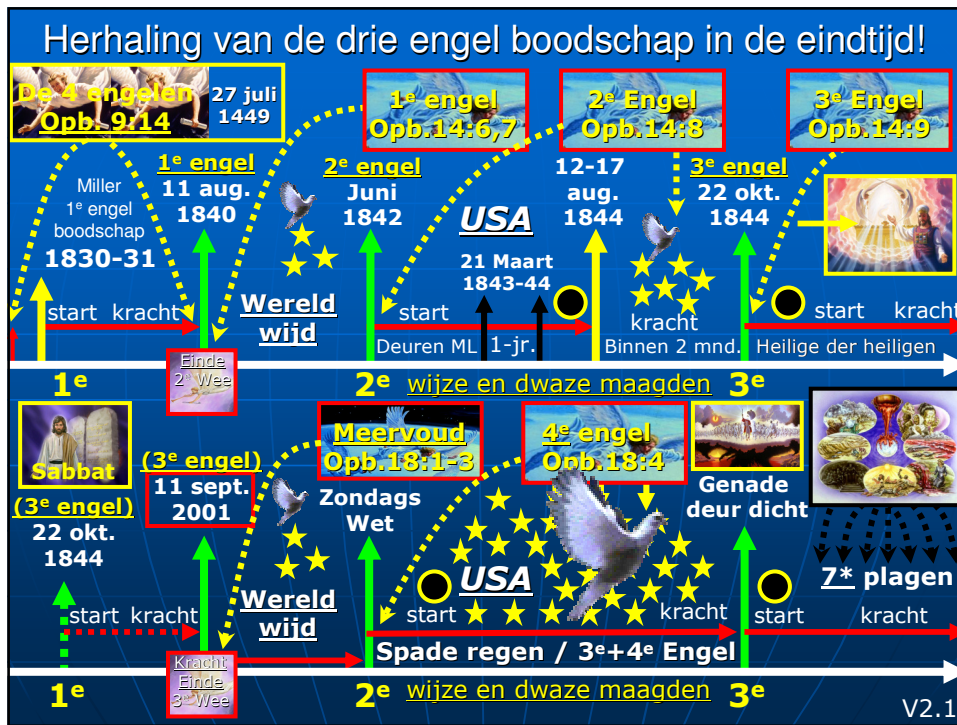 Herhaling van de drie engel boodschap in de eindtijd!
De 4 engelen
Opb. 9:14
27 juli
1449
1e engel
Opb.14:6,7
2e Engel
Opb.14:8
3e Engel
Opb.14:9
Miller
1e engel
boodschap
1830-31
1e engel
11 aug.
1840
2e engel
Juni
1842
USA
12-17
aug.
1844
3e engel
22 okt.
1844
21 Maart
1843-44
start kracht
Wereld
wijd
start
kracht
start kracht
Deuren ML
1-jr.
Binnen 2 mnd.
Heilige der heiligen
Einde
2e Wee
1e
2e
wijze en dwaze maagden
3e
Sabbat
(3e engel)
22 okt.
1844
(3e engel)
11 sept.
2001
Meervoud
Opb.18:1-3
Zondags
Wet
4e engel
Opb.18:4
Genade
deur dicht
7* plagen
start kracht
Wereld
wijd
USA
start
kracht
start kracht
Spade regen / 3e+4e Engel
Kracht
Einde
3e Wee
1e
2e
wijze en dwaze maagden
3e
V2.1